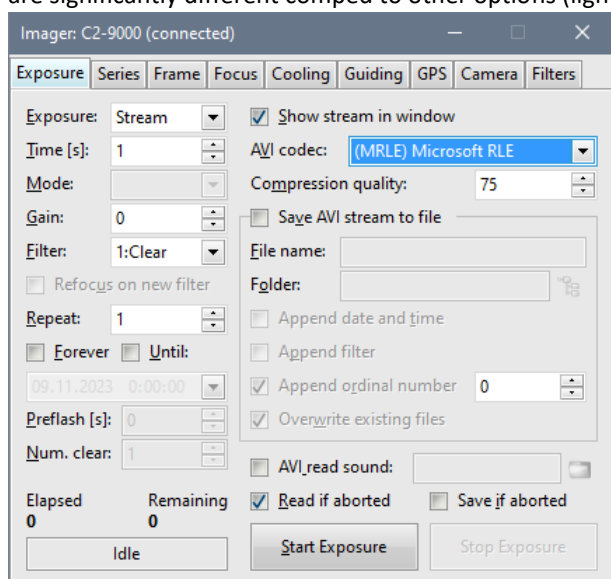 are significantly different comped to other options (ligh
Imager: C2-9000 (connected)
Exposure Series Frame Focus Cooling Guiding GPS Camera Filters
Exposure: Stream
Time [s]: 1
Mode:
Gain: 0
Filter: 1:Clear
Refocus on new filter
Repeat: 1
Forever Until:
09.11.2023 0:00:00
Preflash [s]: 0
Num. clear: 1
Elapsed Remaining
0 0
Idle
Show stream in window
AVI codec: (MRLE) Microsoft RLE
Compression quality: 75
Save AVI stream to file
File name:
Folder:
Append date and time
Append filter
Append ordinal number 0
Overwrite existing files
AVI read sound:
Read if aborted Save if aborted
Start Exposure Stop Exposure